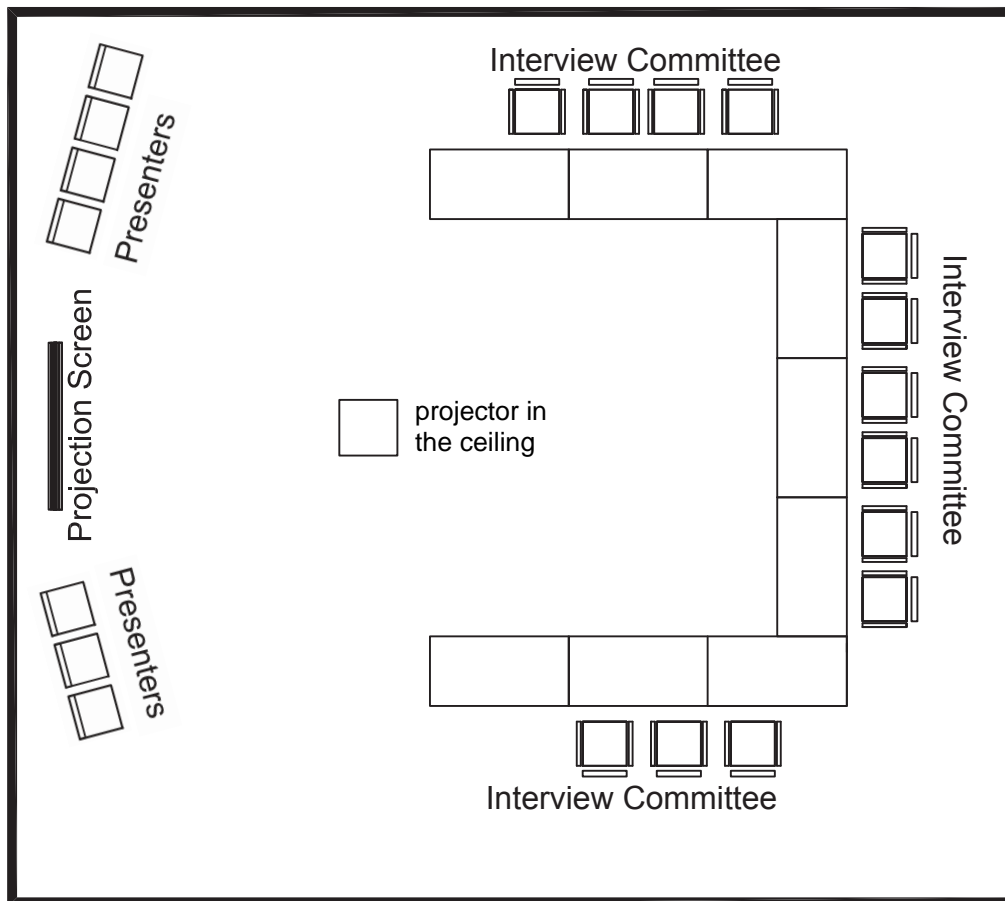 Interview Committee
Presenters
Interview Committee
Projection Screen
projector in
the ceiling
Presenters
Interview Committee